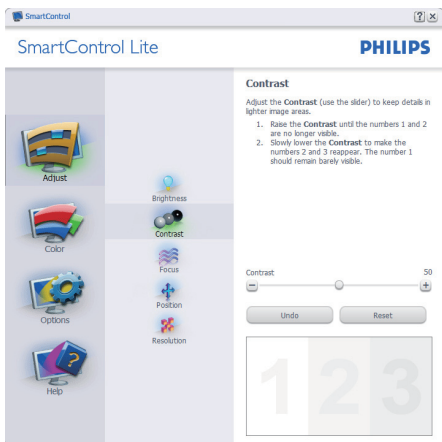 SmartControl
SmartControl Lite
PHILIPS
Adjust
Color
Options
Help
Brightness
Contrast
Focus
Position
Resolution
Contrast
Adjust the Contrast (use the slider) to keep details in
lighter image areas.
1. Raise the Contrast until the numbers 1 and 2
are no longer visible.
2. Slowly lower the Contrast to make the
numbers 2 and 3 reappear. The number 1
should remain barely visible.
Contrast 50
Undo Reset
1 2 3